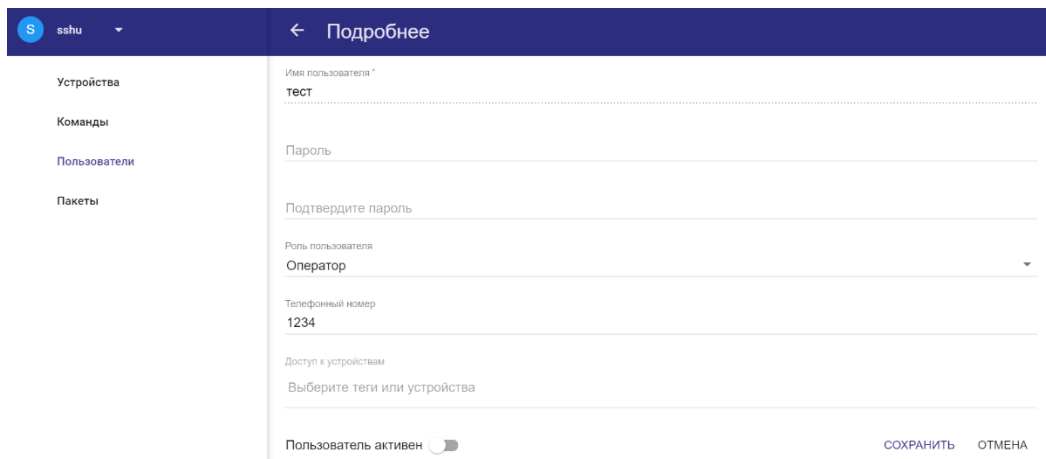 S sshu
Подробнее
Устройства
Команды
Пользователи
Пакеты
Имя пользователя *
тест
Пароль
Подтвердите пароль
Роль пользователя
Оператор
Телефонный номер
1234
Доступ к устройствам
Выберите теги или устройства
Пользователь активен
СОХРАНИТЬ ОТМЕНА